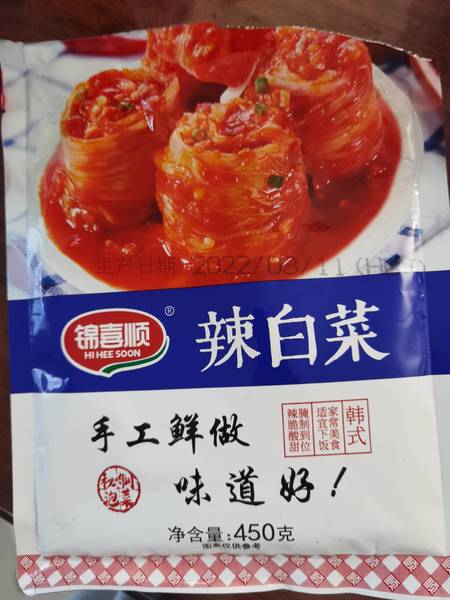 生产日期:2022/03/11(H
锦喜顺®
HI HEE SOON
辣白菜
手工鲜做
味道好!
韩式
家常美食
适宜下饭
腌制到位
辣脆酸甜
秘制泡菜
净含量:450克
图案仅供参考